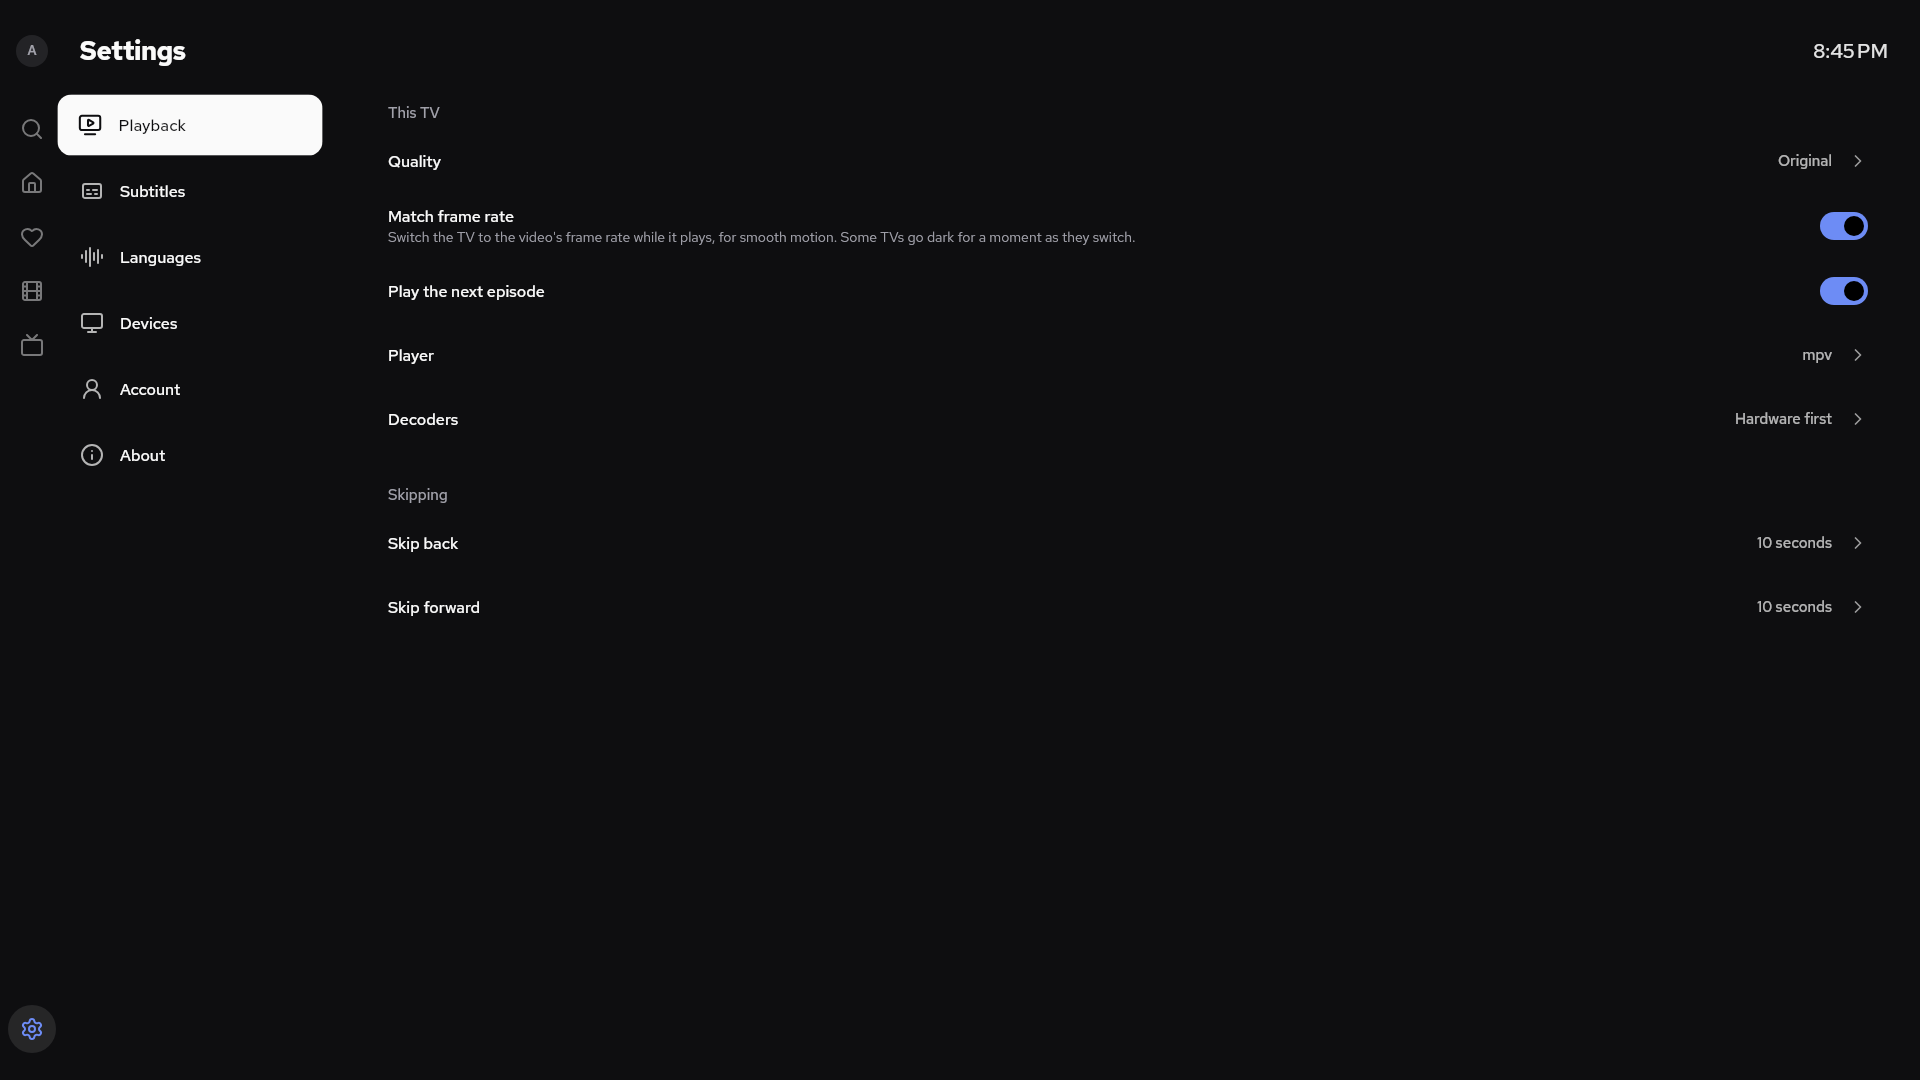 A
Settings
8:45 PM
Playback
Subtitles
Languages
Devices
Account
About
This TV
Quality
Original
Match frame rate
Switch the TV to the video's frame rate while it plays, for smooth motion. Some TVs go dark for a moment as they switch.
Play the next episode
Player
mpv
Decoders
Hardware first
Skipping
Skip back
10 seconds
Skip forward
10 seconds